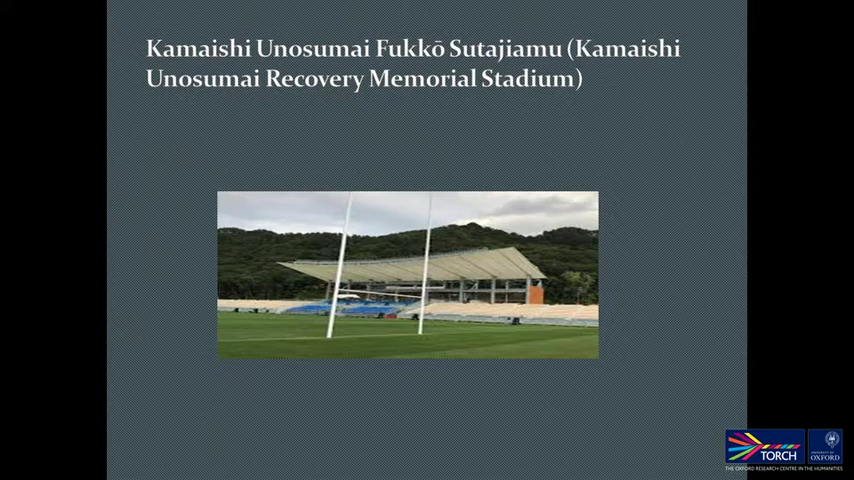 Kamaishi Unosumai Fukkō Sutajiamu (Kamaishi
Unosumai Recovery Memorial Stadium)
TORCH
UNIVERSITY OF
OXFORD
THE OXFORD RESEARCH CENTRE IN THE HUMANITIES